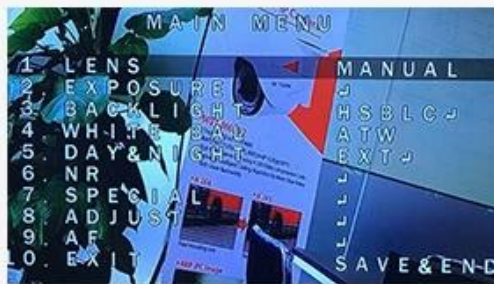 MAIN MENU
1. LENS MANUAL
2. EXPOSURE ↲
3. BACKLIGHT HSBLC↲
4. WHITE BAL ATW
5. DAY&NIGHT EXT↲
6. NR ↲
7. SPECIAL ↲
8. ADJUST ↲
9. AF ↲
10. EXIT SAVE&END